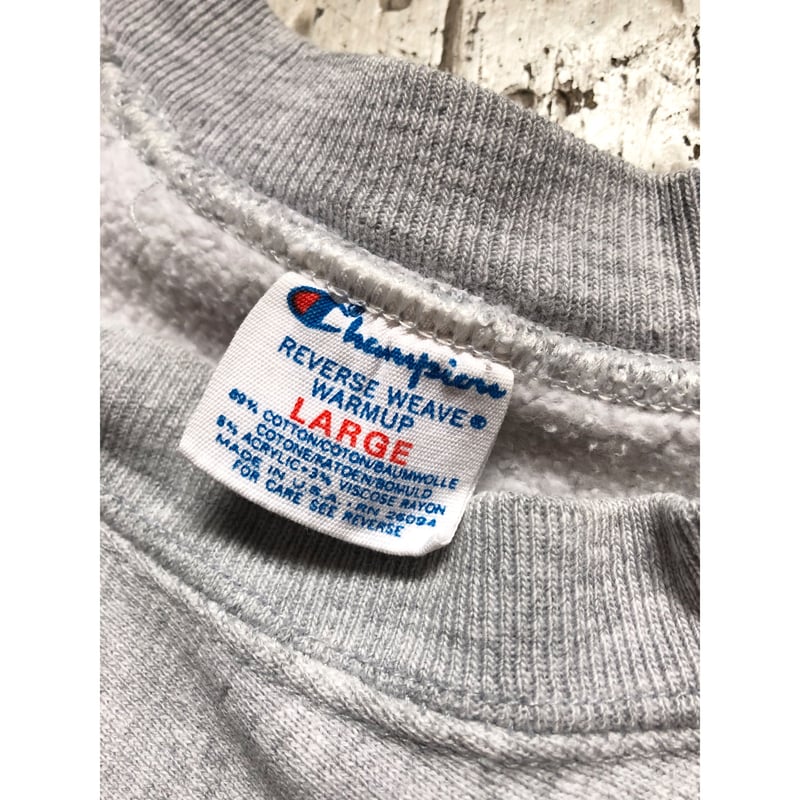 Champion
REVERSE WEAVE®
WARMUP
LARGE
89% COTTON/COTON/BAUMWOLLE
COTONE/KATOEN/BOMULD
8% ACRYLIC•3% VISCOSE RAYON
MADE IN U.S.A. RN 26094
FOR CARE SEE REVERSE